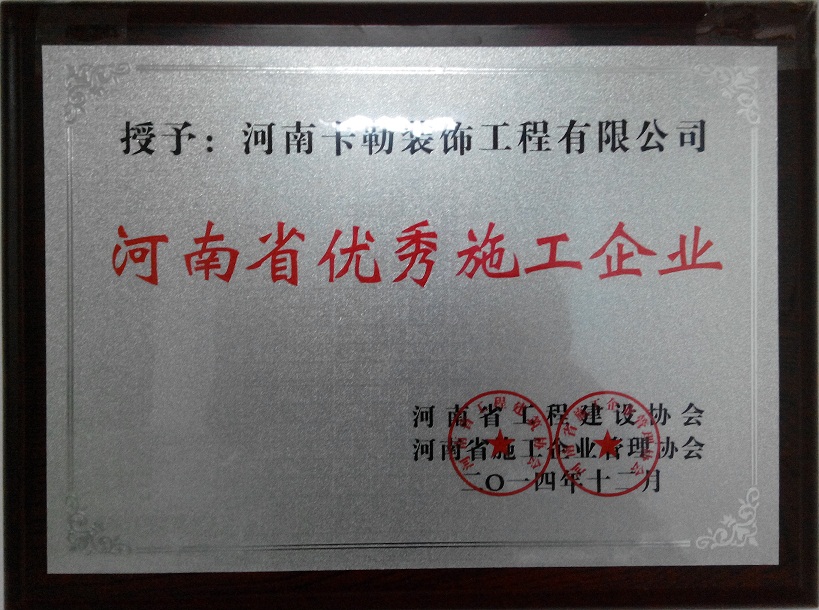 授予：河南卡勒装饰工程有限公司
河南省优秀施工企业
河南省工程建设协会
河南省施工企业管理协会
二〇一四年十二月